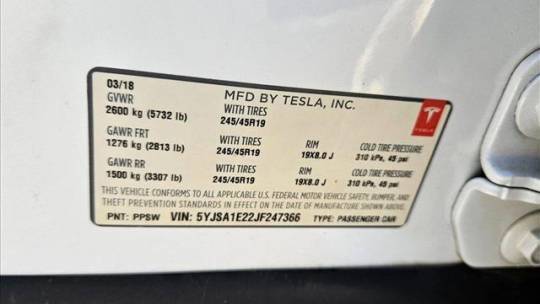 03/18 MFD BY TESLA, INC.
GVWR WITH TIRES
2600 kg (5732 lb) 245/45R19
GAWR FRT WITH TIRES RIM COLD TIRE PRESSURE
1276 kg (2813 lb) 245/45R19 19X8.0 J 310 kPa, 45 psi
GAWR RR WITH TIRES RIM COLD TIRE PRESSURE
1500 kg (3307 lb) 245/45R19 19X8.0 J 310 kPa, 45 psi
THIS VEHICLE CONFORMS TO ALL APPLICABLE U.S. FEDERAL MOTOR VEHICLE SAFETY, BUMPER, AND
THEFT PREVENTION STANDARDS IN EFFECT ON THE DATE OF MANUFACTURE SHOWN ABOVE.
PNT: PPSW VIN: 5YJSA1E22JF247366 TYPE: PASSENGER CAR
TESLA